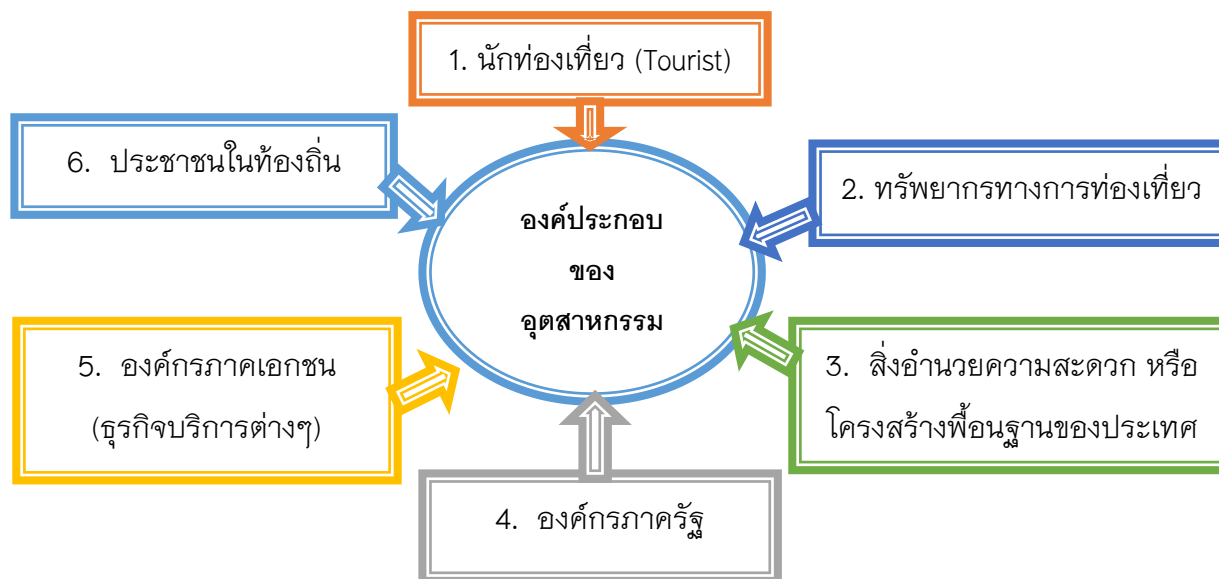 1. นักท่องเที่ยว (Tourist)
6. ประชาชนในท้องถิ่น
2. ทรัพยากรทางการท่องเที่ยว
องค์ประกอบ
ของ
อุตสาหกรรม
5. องค์กรภาคเอกชน
(ธุรกิจบริการต่างๆ)
3. สิ่งอำนวยความสะดวก หรือ
โครงสร้างพื้อนฐานของประเทศ
4. องค์กรภาครัฐ